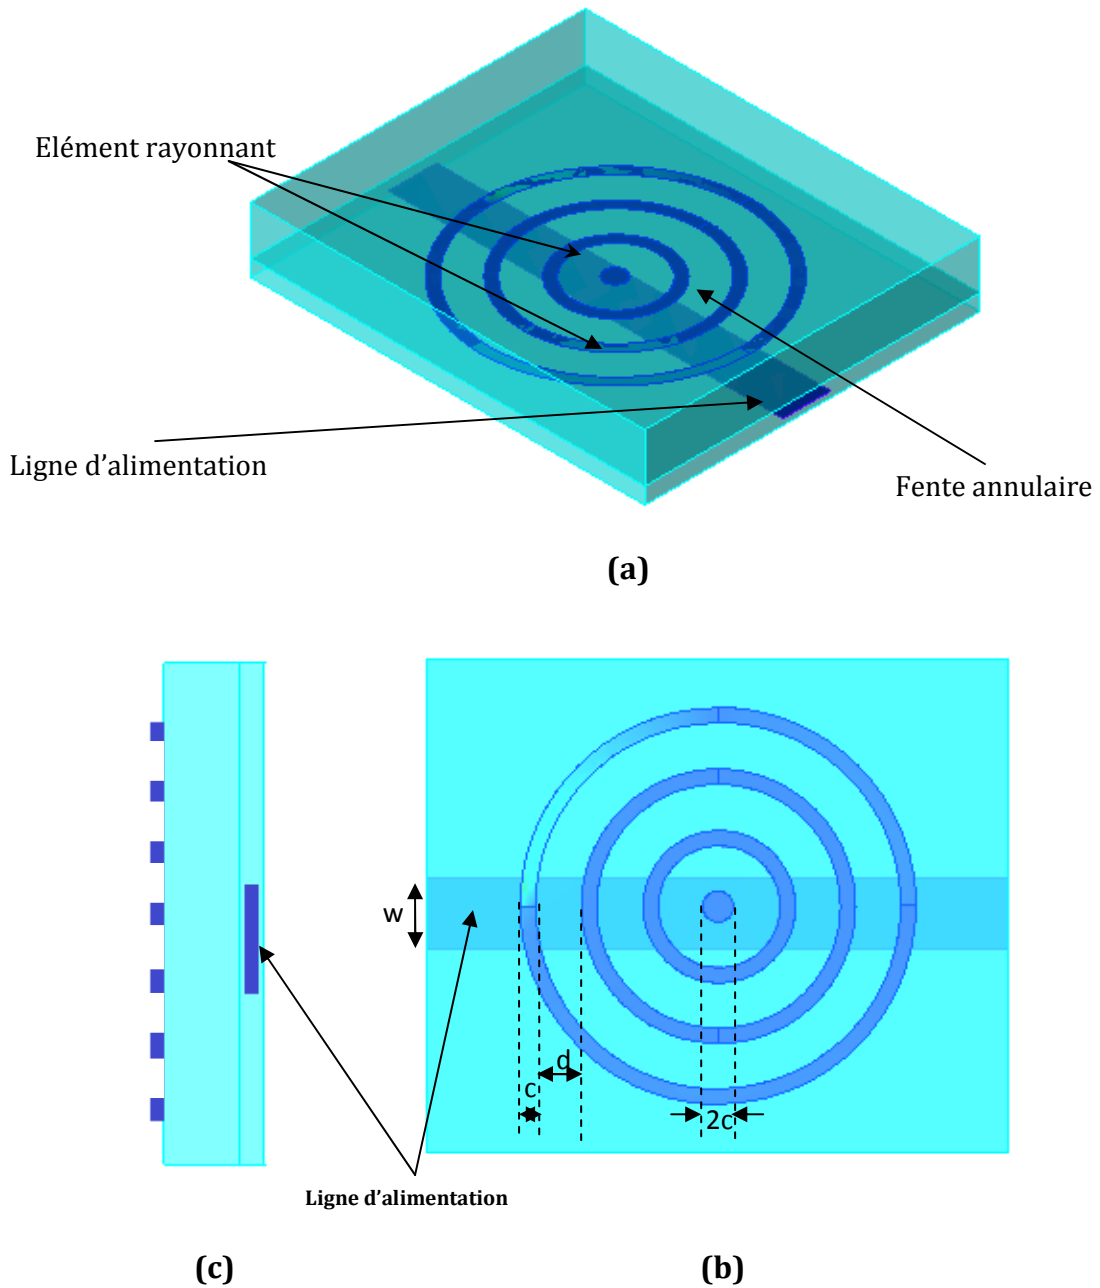 Elément rayonnant
Ligne d’alimentation
Fente annulaire
(a)
w
d
c
2c
Ligne d’alimentation
(c)
(b)